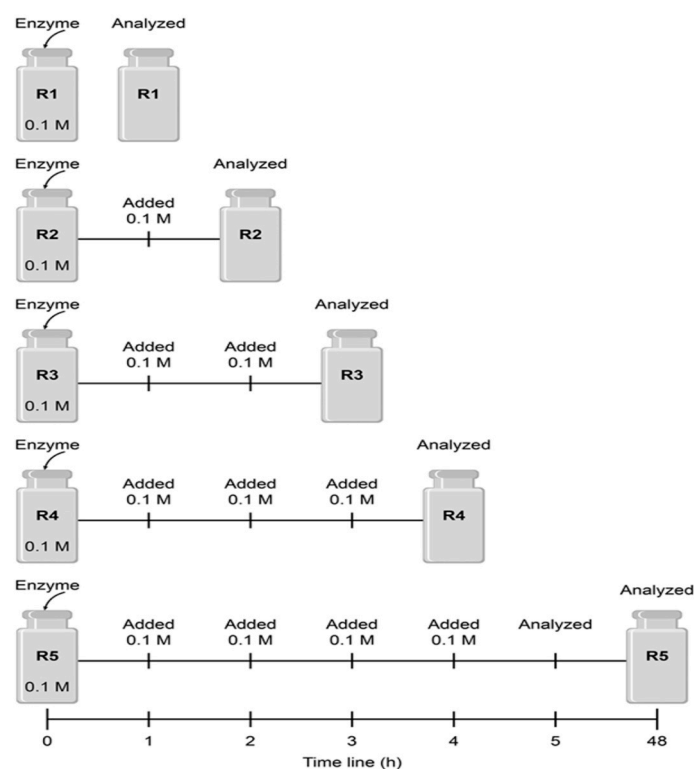 Enzyme Analyzed
R1 R1
0.1 M
Enzyme Analyzed
Added
0.1 M
R2 R2
0.1 M
Enzyme Analyzed
Added Added
0.1 M 0.1 M
R3 R3
0.1 M
Enzyme Analyzed
Added Added Added
0.1 M 0.1 M 0.1 M
R4 R4
0.1 M
Enzyme Analyzed
Added Added Added Added Analyzed
0.1 M 0.1 M 0.1 M 0.1 M
R5 R5
0.1 M
0 1 2 3 4 5 48
Time line (h)